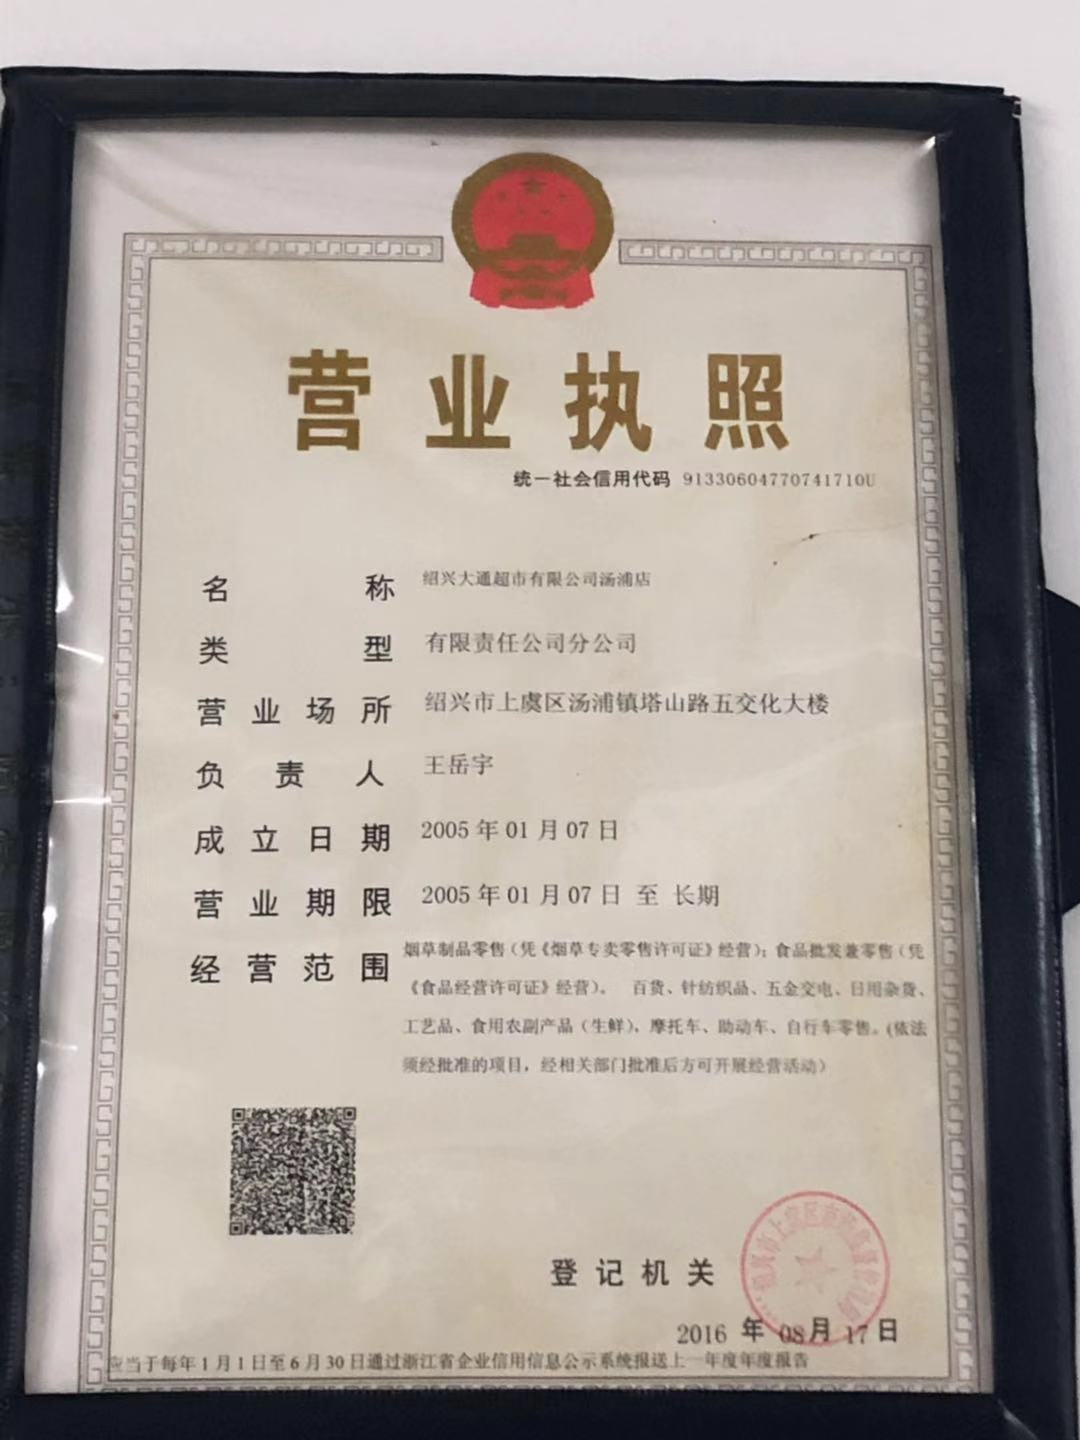 营业执照
统一社会信用代码 91330604770741710U
名称 绍兴大通超市有限公司汤浦店
类型 有限责任公司分公司
营业场所 绍兴市上虞区汤浦镇塔山路五交化大楼
负责人 王岳宇
成立日期 2005年01月07日
营业期限 2005年01月07日 至 长期
经营范围 烟草制品零售(凭《烟草专卖零售许可证》经营);食品批发兼零售(凭
《食品经营许可证》经营)。 百货、针纺织品、五金交电、日用杂货、
工艺品、食用农副产品(生鲜),摩托车、助动车、自行车零售。(依法
须经批准的项目,经相关部门批准后方可开展经营活动)
登记机关
2016年08月17日
应当于每年1月1日至6月30日通过浙江省企业信用信息公示系统报送上一年度年度报告